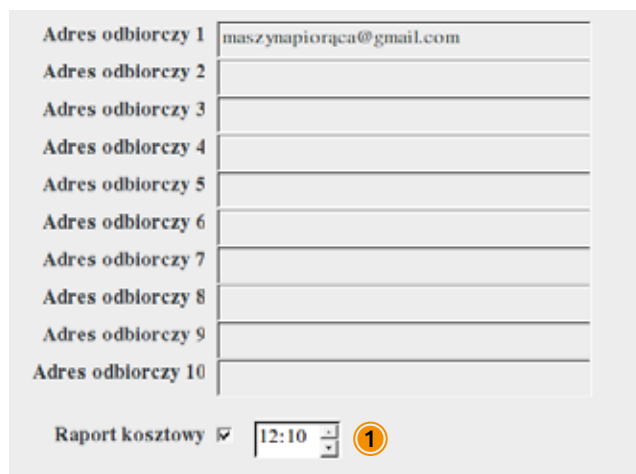 Adres odbiorczy 1 maszynapiorąca@gmail.com
Adres odbiorczy 2
Adres odbiorczy 3
Adres odbiorczy 4
Adres odbiorczy 5
Adres odbiorczy 6
Adres odbiorczy 7
Adres odbiorczy 8
Adres odbiorczy 9
Adres odbiorczy 10
Raport kosztowy 12:10 1